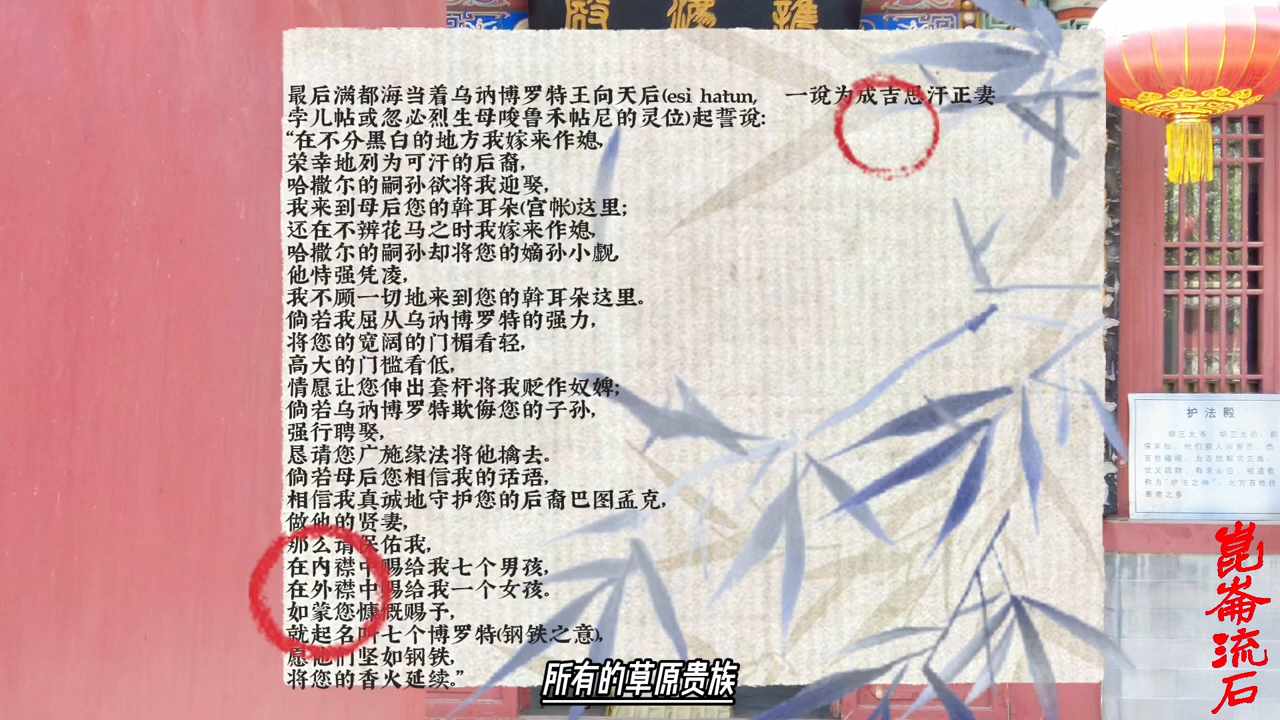 護法殿
最后满都海当着乌讷博罗特王向天后(esi hatun, 一说为成吉思汗正妻
孛儿帖或忽必烈生母唆鲁禾帖尼的灵位)起誓说:
“在不分黑白的地方我嫁来作媳,
荣幸地列为可汗的后裔,
哈撒尔的嗣孙欲将我迎娶,
我来到母后您的斡耳朵(宫帐)这里;
还在不辨花马之时我嫁来作媳,
哈撒尔的嗣孙却将您的嫡孙小觑,
他恃强凭凌,
我不顾一切地来到您的斡耳朵这里。
倘若我屈从乌讷博罗特的强力,
将您的宽阔的门楣看轻,
高大的门槛看低,
情愿让您伸出套杆将我贬作奴婢;
倘若乌讷博罗特欺侮您的子孙,
强行聘娶,
恳请您广施缘法将他擒去。
倘若母后您相信我的话语,
相信我真诚地守护您的后裔巴图孟克,
做他的贤妻,
那么请保佑我,
在内襟中赐给我七个男孩,
在外襟中赐给我一个女孩。
如蒙您慷慨赐予,
就起名叫七个博罗特(钢铁之意),
愿他们坚如钢铁,
将您的香火延续。”
所有的草原贵族
护法殿
崑崙流石